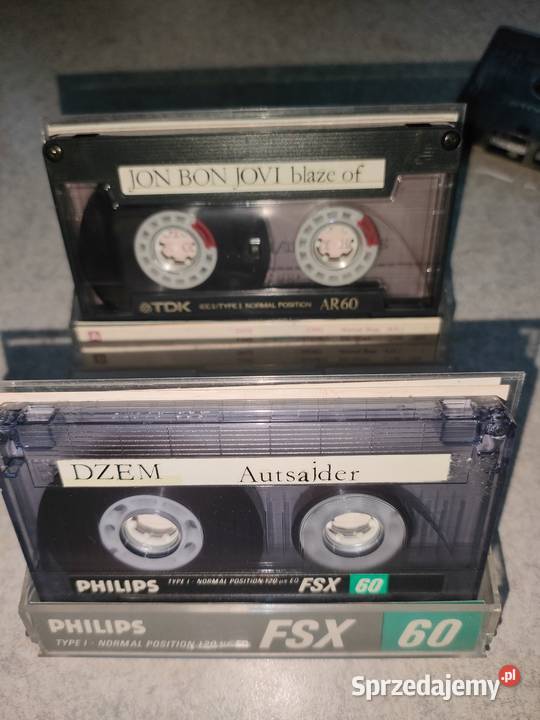 JON BON JOVI blaze of
TDK IECI/TYPE I NORMAL POSITION AR60
DZEM Autsajder
PHILIPS TYPE I · NORMAL POSITION 120 µs EQ FSX 60
PHILIPS
TYPE I · NORMAL POSITION 120 µs EQ FSX 60
Sprzedajemy.pl